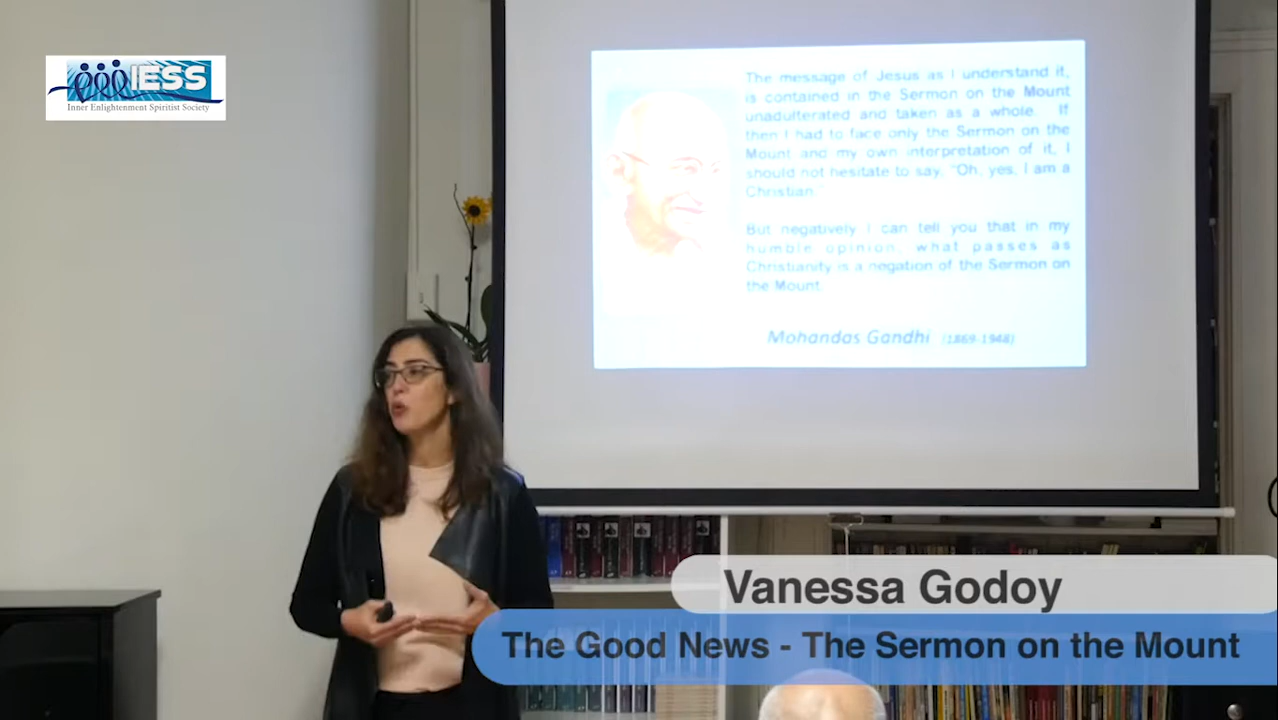 IESS
Inner Enlightenment Spiritist Society
The message of Jesus as I understand it,
is contained in the Sermon on the Mount
unadulterated and taken as a whole. If
then I had to face only the Sermon on the
Mount and my own interpretation of it, I
should not hesitate to say, "Oh, yes, I am a
Christian"
But negatively I can tell you that in my
humble opinion, what passes as
Christianity is a negation of the Sermon on
the Mount.
Mohandas Gandhi (1869-1948)
Vanessa Godoy
The Good News - The Sermon on the Mount